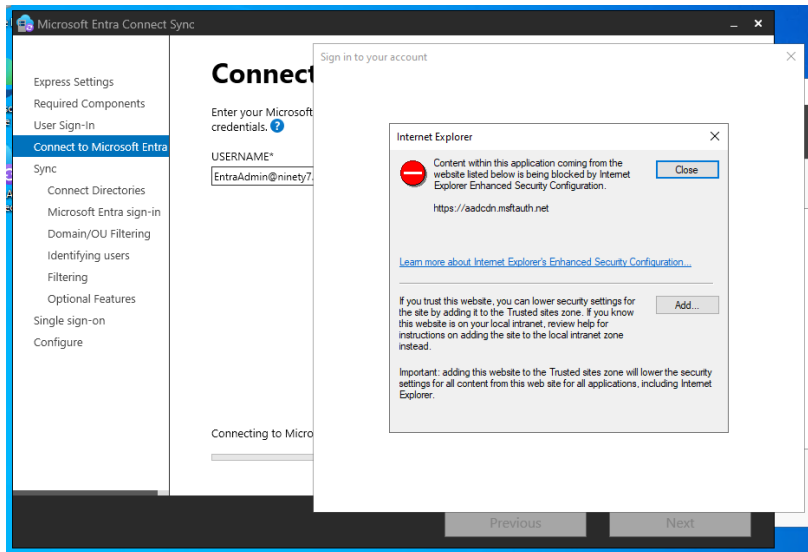 Microsoft Entra Connect Sync
Express Settings
Required Components
User Sign-In
Connect to Microsoft Entra
Sync
Connect Directories
Microsoft Entra sign-in
Domain/OU Filtering
Identifying users
Filtering
Optional Features
Single sign-on
Configure
Connect
Enter your Microsoft
credentials. ?
USERNAME*
EntraAdmin@ninety7.
Connecting to Micro
Sign in to your account
Internet Explorer
Content within this application coming from the
website listed below is being blocked by Internet
Explorer Enhanced Security Configuration.
Close
https://aadcdn.msftauth.net
Learn more about Internet Explorer's Enhanced Security Configuration...
If you trust this website, you can lower security settings for
the site by adding it to the Trusted sites zone. If you know
this website is on your local intranet, review help for
instructions on adding the site to the local intranet zone
instead.
Add...
Important: adding this website to the Trusted sites zone will lower the security
settings for all content from this web site for all applications, including Internet
Explorer.
Previous
Next